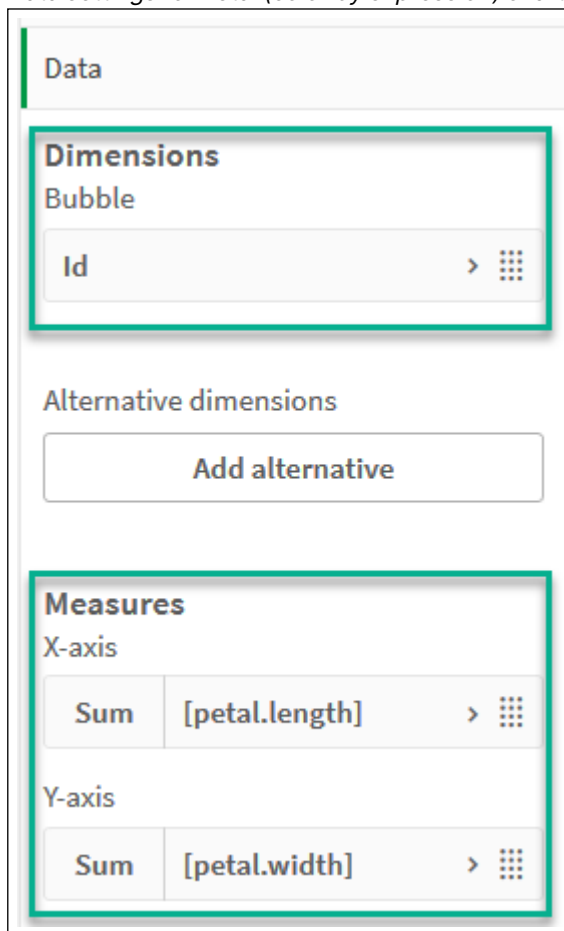 Data
Dimensions
Bubble
Id
Alternative dimensions
Add alternative
Measures
X-axis
Sum [petal.length]
Y-axis
Sum [petal.width]